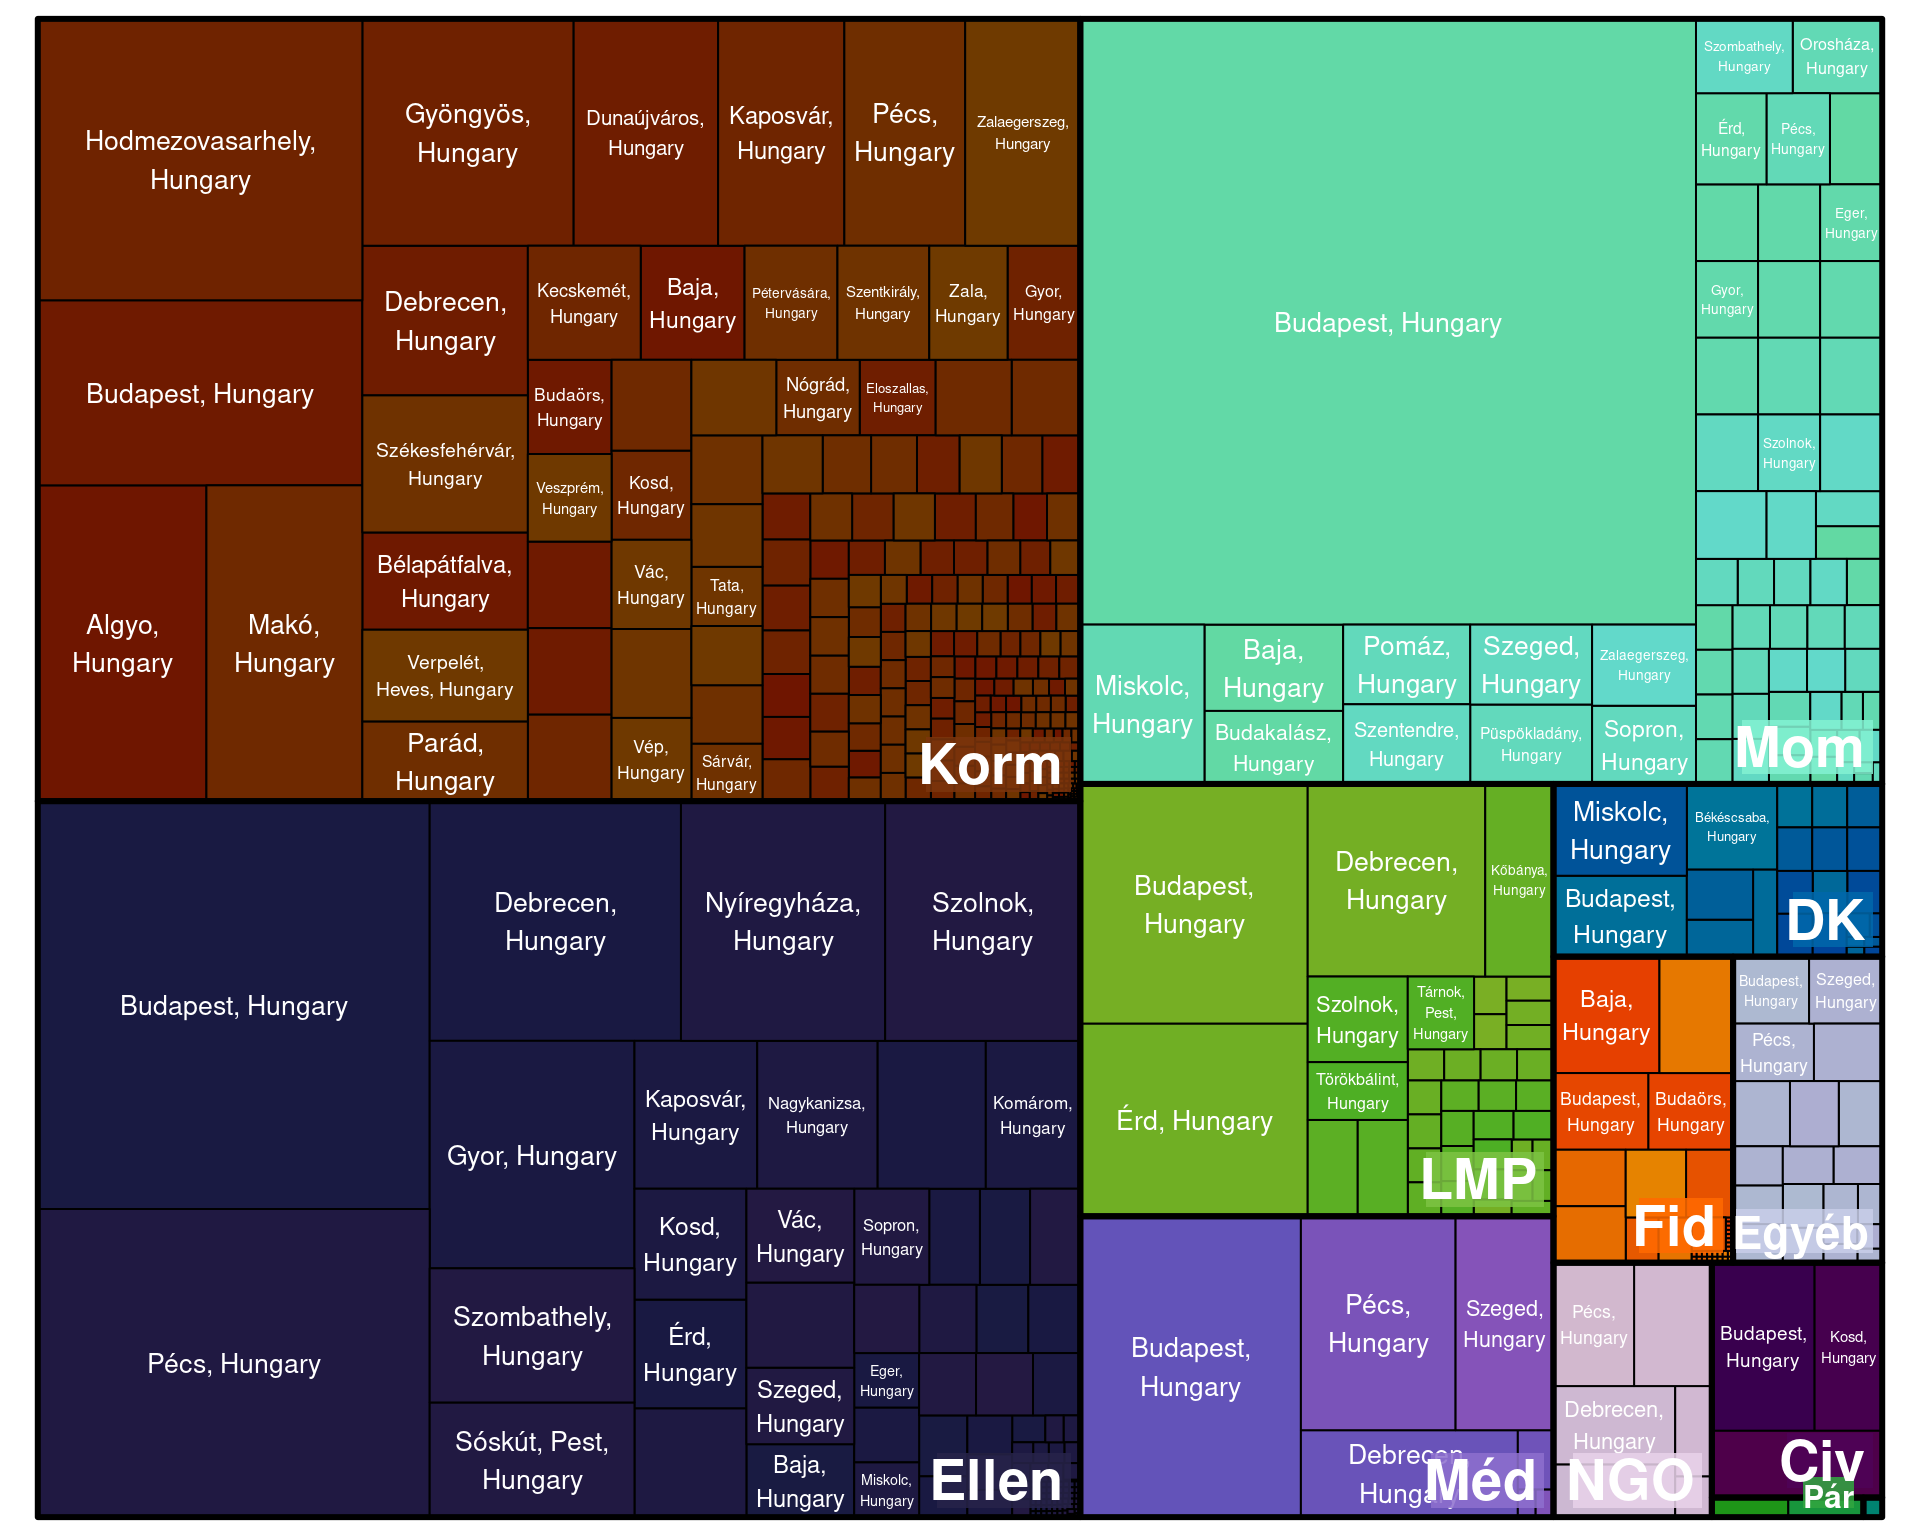 Hodmezovasarhely,
Hungary
Budapest, Hungary
Algyo,
Hungary
Makó,
Hungary
Gyöngyös,
Hungary
Dunaújváros,
Hungary
Kaposvár,
Hungary
Pécs,
Hungary
Zalaegerszeg,
Hungary
Debrecen,
Hungary
Kecskemét,
Hungary
Baja,
Hungary
Pétervására,
Hungary
Szentkirály,
Hungary
Zala,
Hungary
Gyor,
Hungary
Székesfehérvár,
Hungary
Budaörs,
Hungary
Nógrád,
Hungary
Eloszallas,
Hungary
Veszprém,
Hungary
Kosd,
Hungary
Bélapátfalva,
Hungary
Vác,
Hungary
Tata,
Hungary
Verpelét,
Heves, Hungary
Parád,
Hungary
Vép,
Hungary
Sárvár,
Hungary
Korm
Budapest, Hungary
Szombathely,
Hungary
Orosháza,
Hungary
Érd,
Hungary
Pécs,
Hungary
Eger,
Hungary
Gyor,
Hungary
Szolnok,
Hungary
Miskolc,
Hungary
Baja,
Hungary
Budakalász,
Hungary
Pomáz,
Hungary
Szentendre,
Hungary
Szeged,
Hungary
Püspökladány,
Hungary
Zalaegerszeg,
Hungary
Sopron,
Hungary
Mom
Budapest, Hungary
Pécs, Hungary
Debrecen,
Hungary
Nyíregyháza,
Hungary
Szolnok,
Hungary
Gyor, Hungary
Kaposvár,
Hungary
Nagykanizsa,
Hungary
Komárom,
Hungary
Szombathely,
Hungary
Sóskút, Pest,
Hungary
Kosd,
Hungary
Érd,
Hungary
Vác,
Hungary
Sopron,
Hungary
Szeged,
Hungary
Eger,
Hungary
Baja,
Hungary
Miskolc,
Hungary
Ellen
Budapest,
Hungary
Érd, Hungary
Debrecen,
Hungary
Kőbánya,
Hungary
Szolnok,
Hungary
Tárnok,
Pest,
Hungary
Törökbálint,
Hungary
LMP
Miskolc,
Hungary
Budapest,
Hungary
Békéscsaba,
Hungary
DK
Baja,
Hungary
Budapest,
Hungary
Budaörs,
Hungary
Fid
Budapest,
Hungary
Szeged,
Hungary
Pécs,
Hungary
Egyéb
Budapest,
Hungary
Pécs,
Hungary
Szeged,
Hungary
Debrecen,
Hungary
Méd
Pécs,
Hungary
Debrecen,
Hungary
NGO
Budapest,
Hungary
Kosd,
Hungary
Civ
Pár